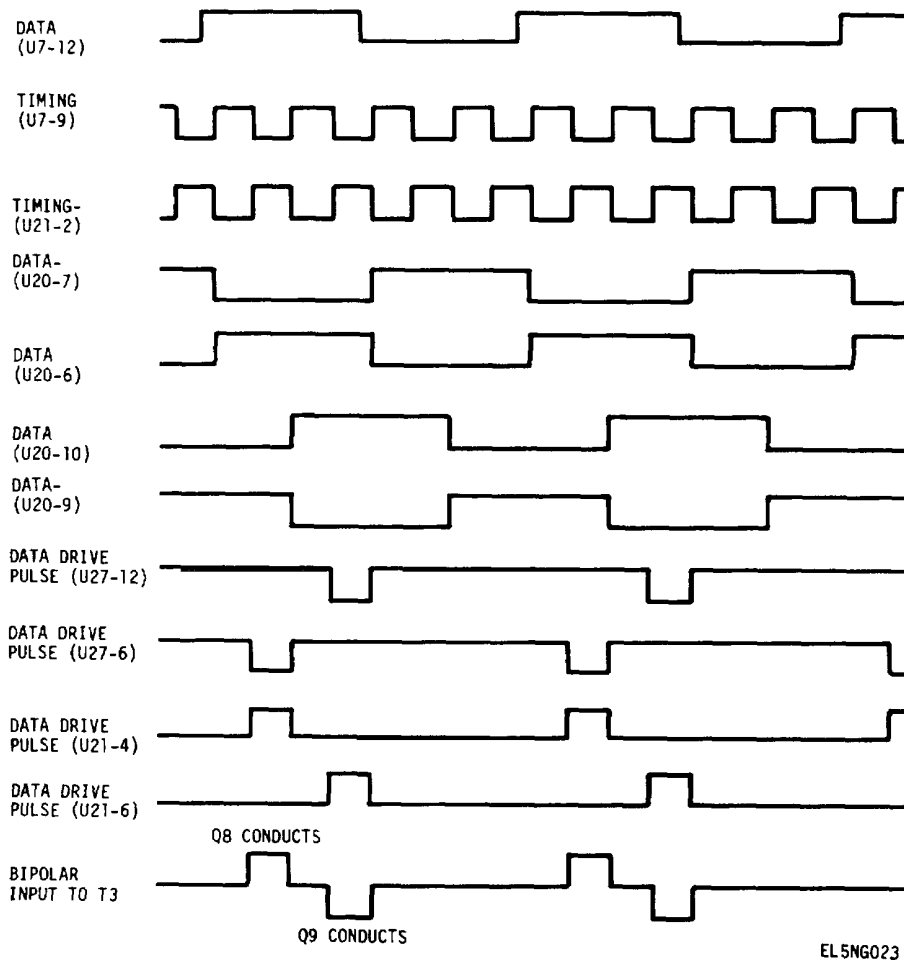 DATA
(U7-12)
TIMING
(U7-9)
TIMING-
(U21-2)
DATA-
(U20-7)
DATA
(U20-6)
DATA
(U20-10)
DATA-
(U20-9)
DATA DRIVE
PULSE (U27-12)
DATA DRIVE
PULSE (U27-6)
DATA DRIVE
PULSE (U21-4)
DATA DRIVE
PULSE (U21-6)
Q8 CONDUCTS
BIPOLAR
INPUT TO T3
Q9 CONDUCTS
EL5NG023